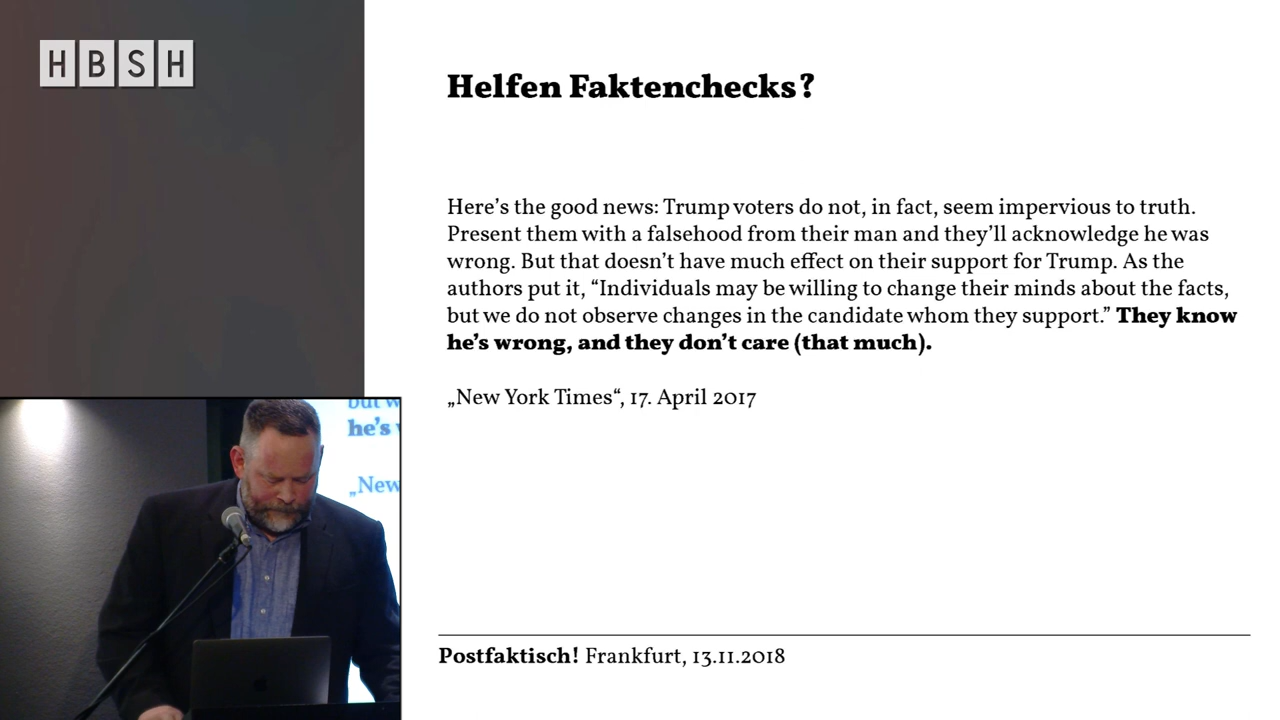 HBSH
Helfen Faktenchecks?
Here’s the good news: Trump voters do not, in fact, seem impervious to truth.
Present them with a falsehood from their man and they’ll acknowledge he was
wrong. But that doesn’t have much effect on their support for Trump. As the
authors put it, “Individuals may be willing to change their minds about the facts,
but we do not observe changes in the candidate whom they support.” They know
he’s wrong, and they don’t care (that much).
„New York Times“, 17. April 2017
but w
he’s
„New
Postfaktisch! Frankfurt, 13.11.2018